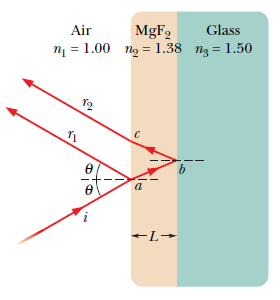 Air MgF₂ Glass
n₁ = 1.00 n₂ = 1.38 n₃ = 1.50
r₂
r₁
c
θ
b
θ
a
i
L